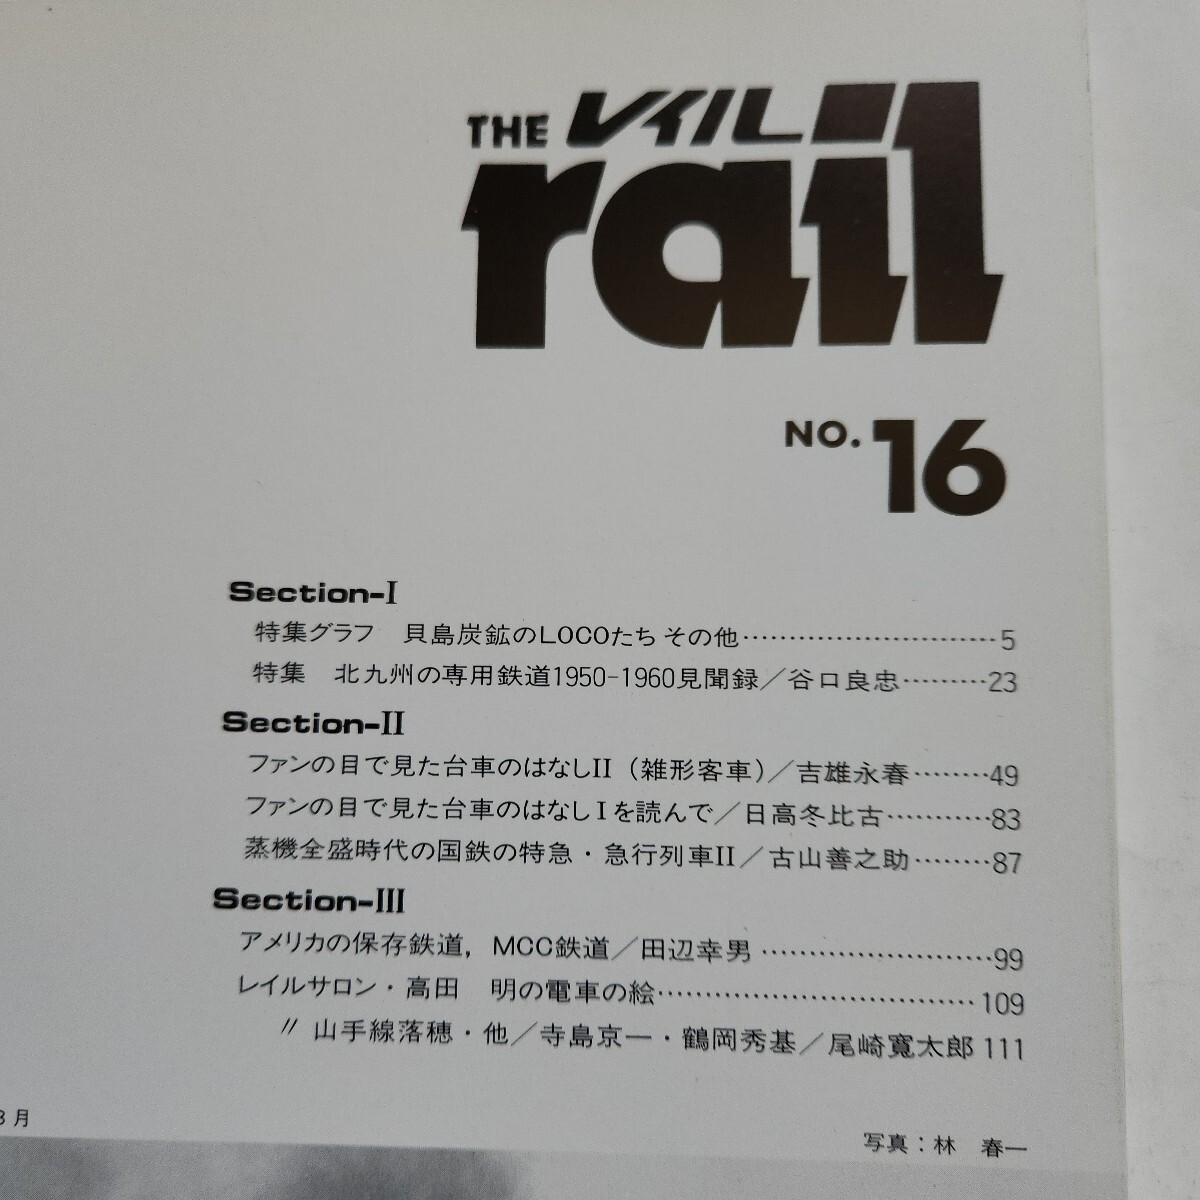 THE レイル
rail
NO. 16
Section-I
特集グラフ 貝島炭鉱のLOCOたち その他…………………………5
特集 北九州の専用鉄道1950-1960見聞録／谷口良忠………23
Section-II
ファンの目で見た台車のはなしII（雑形客車）／吉雄永春………49
ファンの目で見た台車のはなしIを読んで／日高冬比古…………83
蒸機全盛時代の国鉄の特急・急行列車II／古山善之助………87
Section-III
アメリカの保存鉄道，MCC鉄道／田辺幸男……………………99
レイルサロン・高田 明の電車の絵……………………………109
〃 山手線落穂・他／寺島京一・鶴岡秀基／尾崎寛太郎 111
3月
写真：林 春一